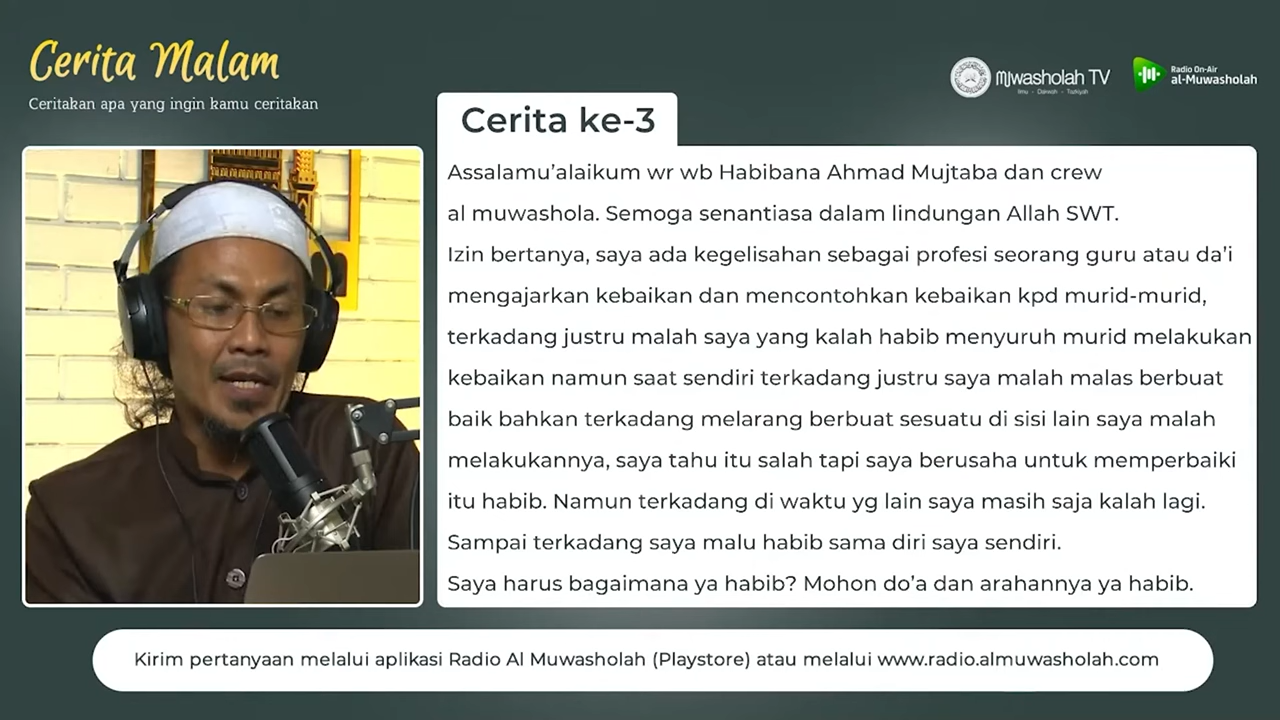 Cerita Malam
Ceritakan apa yang ingin kamu ceritakan
Mwasholah TV
Ilmu - Dakwah - Tazkiyah
Radio On-Air
al-Muwasholah
Cerita ke-3
Assalamu’alaikum wr wb Habibana Ahmad Mujtaba dan crew
al muwashola. Semoga senantiasa dalam lindungan Allah SWT.
Izin bertanya, saya ada kegelisahan sebagai profesi seorang guru atau da’i
mengajarkan kebaikan dan mencontohkan kebaikan kpd murid-murid,
terkadang justru malah saya yang kalah habib menyuruh murid melakukan
kebaikan namun saat sendiri terkadang justru saya malah malas berbuat
baik bahkan terkadang melarang berbuat sesuatu di sisi lain saya malah
melakukannya, saya tahu itu salah tapi saya berusaha untuk memperbaiki
itu habib. Namun terkadang di waktu yg lain saya masih saja kalah lagi.
Sampai terkadang saya malu habib sama diri saya sendiri.
Saya harus bagaimana ya habib? Mohon do’a dan arahannya ya habib.
Kirim pertanyaan melalui aplikasi Radio Al Muwasholah (Playstore) atau melalui www.radio.almuwasholah.com